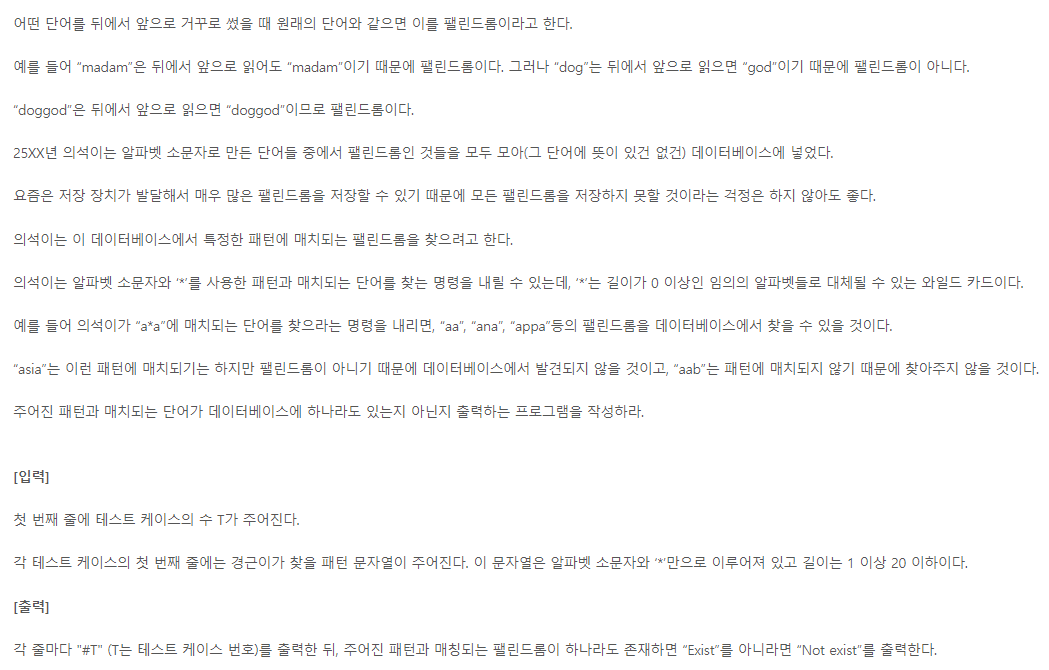 어떤 단어를 뒤에서 앞으로 거꾸로 썼을 때 원래의 단어와 같으면 이를 팰린드롬이라고 한다.
예를 들어 “madam”은 뒤에서 앞으로 읽어도 “madam”이기 때문에 팰린드롬이다. 그러나 “dog”는 뒤에서 앞으로 읽으면 “god”이기 때문에 팰린드롬이 아니다.
“doggod”은 뒤에서 앞으로 읽으면 “doggod”이므로 팰린드롬이다.
25XX년 의석이는 알파벳 소문자로 만든 단어들 중에서 팰린드롬인 것들을 모두 모아(그 단어에 뜻이 있건 없건) 데이터베이스에 넣었다.
요즘은 저장 장치가 발달해서 매우 많은 팰린드롬을 저장할 수 있기 때문에 모든 팰린드롬을 저장하지 못할 것이라는 걱정은 하지 않아도 좋다.
의석이는 이 데이터베이스에서 특정한 패턴에 매치되는 팰린드롬을 찾으려고 한다.
의석이는 알파벳 소문자와 ‘*’를 사용한 패턴과 매치되는 단어를 찾는 명령을 내릴 수 있는데, ‘*’는 길이가 0 이상인 임의의 알파벳들로 대체될 수 있는 와일드 카드이다.
예를 들어 의석이가 “a*a”에 매치되는 단어를 찾으라는 명령을 내리면, “aa”, “ana”, “appa”등의 팰린드롬을 데이터베이스에서 찾을 수 있을 것이다.
“asia”는 이런 패턴에 매치되기는 하지만 팰린드롬이 아니기 때문에 데이터베이스에서 발견되지 않을 것이고, “aab”는 패턴에 매치되지 않기 때문에 찾아주지 않을 것이다.
주어진 패턴과 매치되는 단어가 데이터베이스에 하나라도 있는지 아닌지 출력하는 프로그램을 작성하라.
[입력]
첫 번째 줄에 테스트 케이스의 수 T가 주어진다.
각 테스트 케이스의 첫 번째 줄에는 경근이가 찾을 패턴 문자열이 주어진다. 이 문자열은 알파벳 소문자와 ‘*’만으로 이루어져 있고 길이는 1 이상 20 이하이다.
[출력]
각 줄마다 "#T" (T는 테스트 케이스 번호)를 출력한 뒤, 주어진 패턴과 매칭되는 팰린드롬이 하나라도 존재하면 “Exist”를 아니라면 “Not exist”를 출력한다.